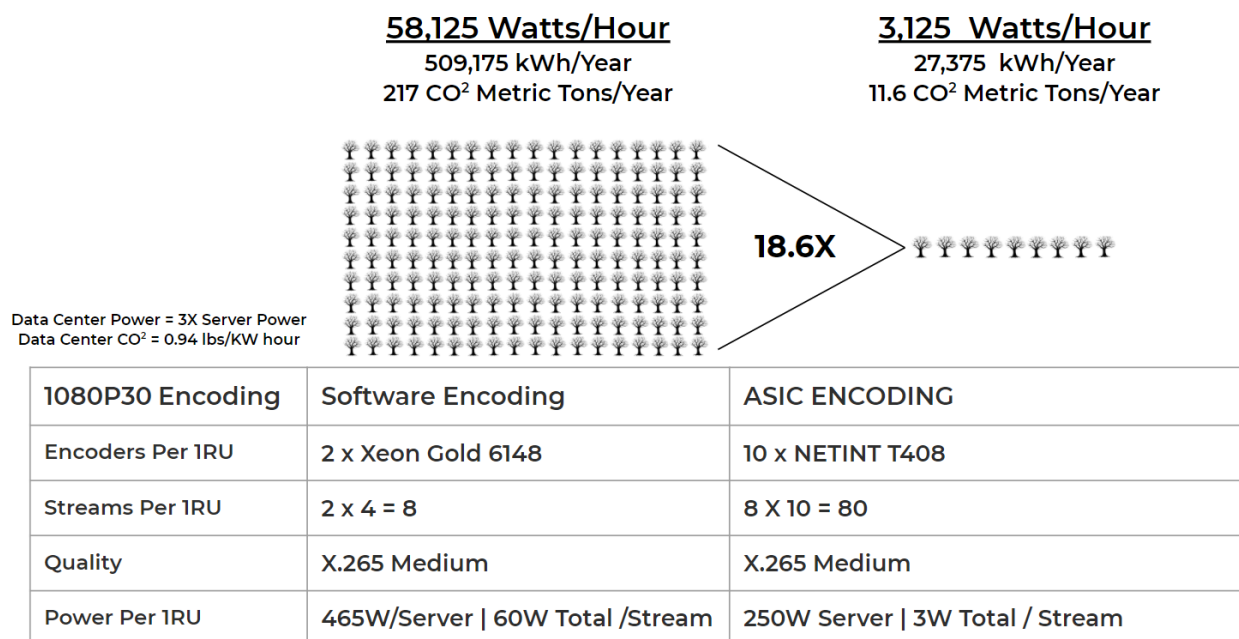 58,125 Watts/Hour
509,175 kWh/Year
217 CO² Metric Tons/Year
3,125 Watts/Hour
27,375 kWh/Year
11.6 CO² Metric Tons/Year
18.6X
Data Center Power = 3X Server Power
Data Center CO² = 0.94 lbs/KW hour
1080P30 Encoding
Software Encoding
ASIC ENCODING
Encoders Per 1RU
2 x Xeon Gold 6148
10 x NETINT T408
Streams Per 1RU
2 x 4 = 8
8 X 10 = 80
Quality
X.265 Medium
X.265 Medium
Power Per 1RU
465W/Server | 60W Total /Stream
250W Server | 3W Total / Stream